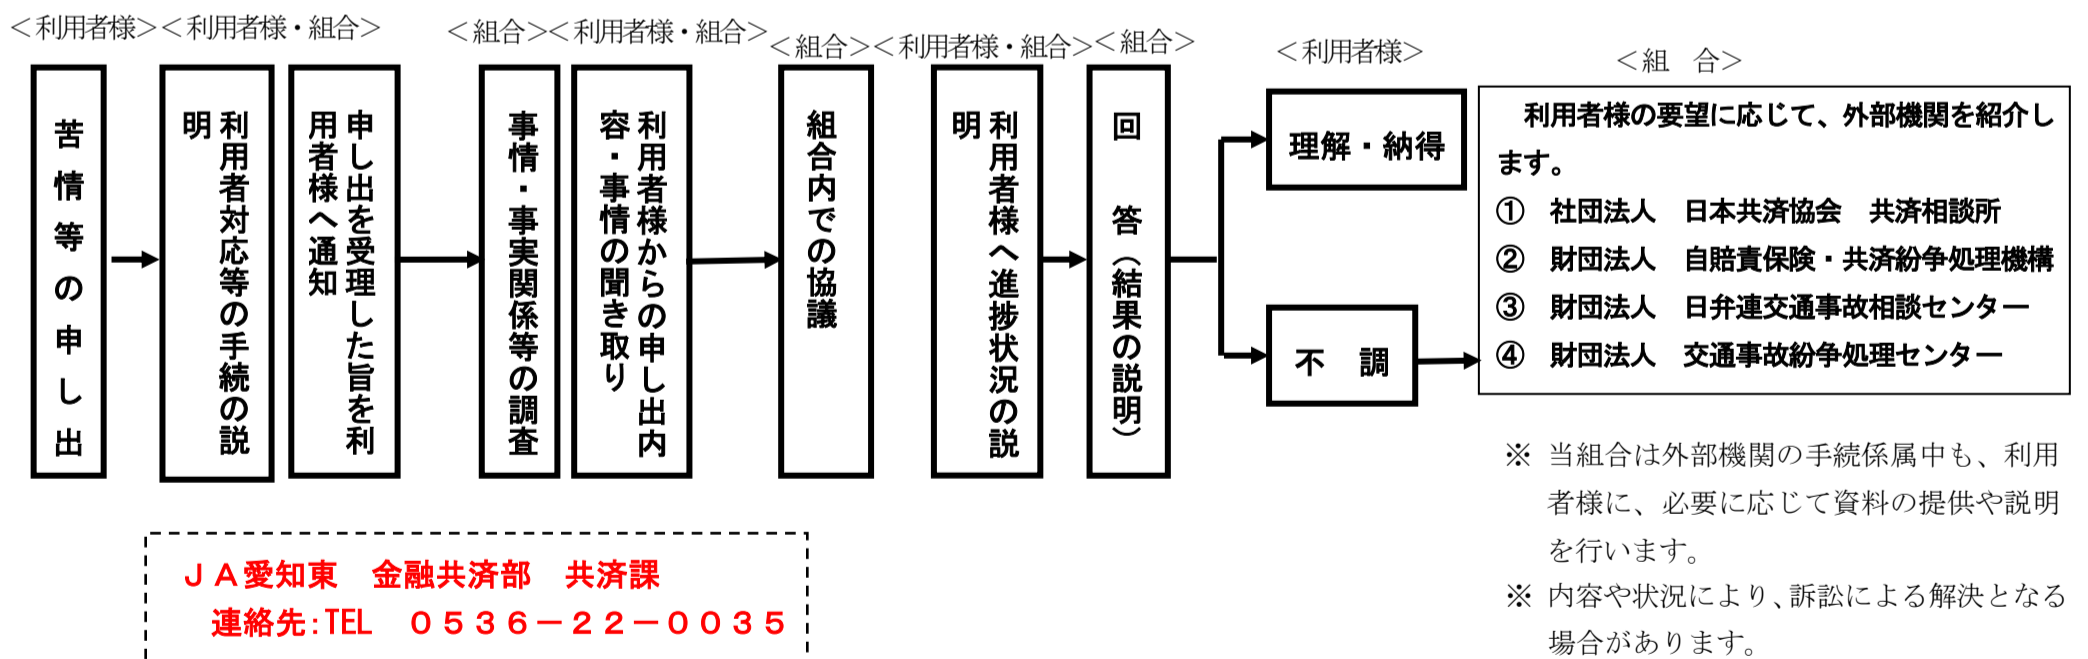 ＜利用者様＞＜利用者様・組合＞
＜組合＞＜利用者様・組合＞
＜組合＞
＜利用者様・組合＞
＜組合＞
＜利用者様＞
＜組　合＞
苦情等の申し出
利用者対応等の手続の説
明
申し出を受理した旨を利
用者様へ通知
事情・事実関係等の調査
利用者様からの申し出内
容・事情の聞き取り
組合内での協議
利用者様へ進捗状況の説
明
回　答（結果の説明）
理解・納得
不　調
利用者様の要望に応じて、外部機関を紹介し
ます。
①　社団法人　日本共済協会　共済相談所
②　財団法人　自賠責保険・共済紛争処理機構
③　財団法人　日弁連交通事故相談センター
④　財団法人　交通事故紛争処理センター
※ 当組合は外部機関の手続係属中も、利用
者様に、必要に応じて資料の提供や説明
を行います。
※ 内容や状況により、訴訟による解決となる
場合があります。
ＪＡ愛知東　金融共済部　共済課
連絡先：TEL　０５３６－２２－００３５